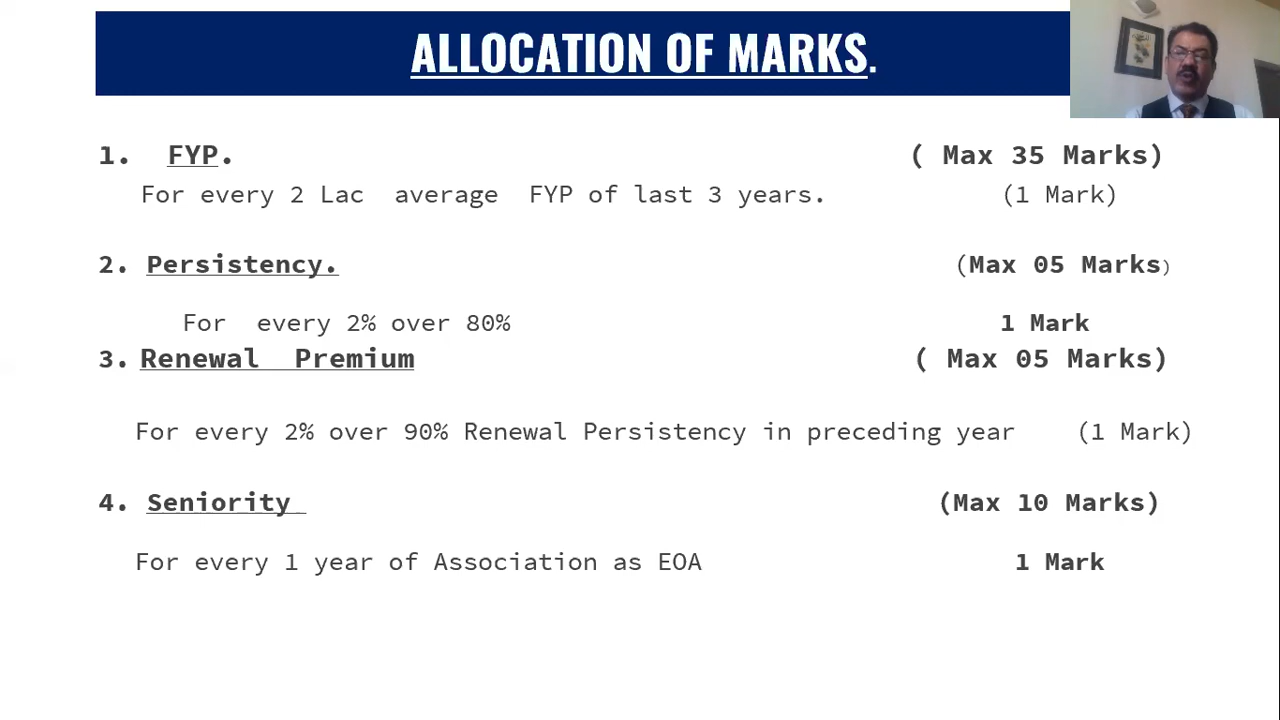 ALLOCATION OF MARKS.
1. FYP. ( Max 35 Marks)
For every 2 Lac average FYP of last 3 years. (1 Mark)
2. Persistency. (Max 05 Marks)
For every 2% over 80% 1 Mark
3. Renewal Premium ( Max 05 Marks)
For every 2% over 90% Renewal Persistency in preceding year (1 Mark)
4. Seniority (Max 10 Marks)
For every 1 year of Association as EOA 1 Mark